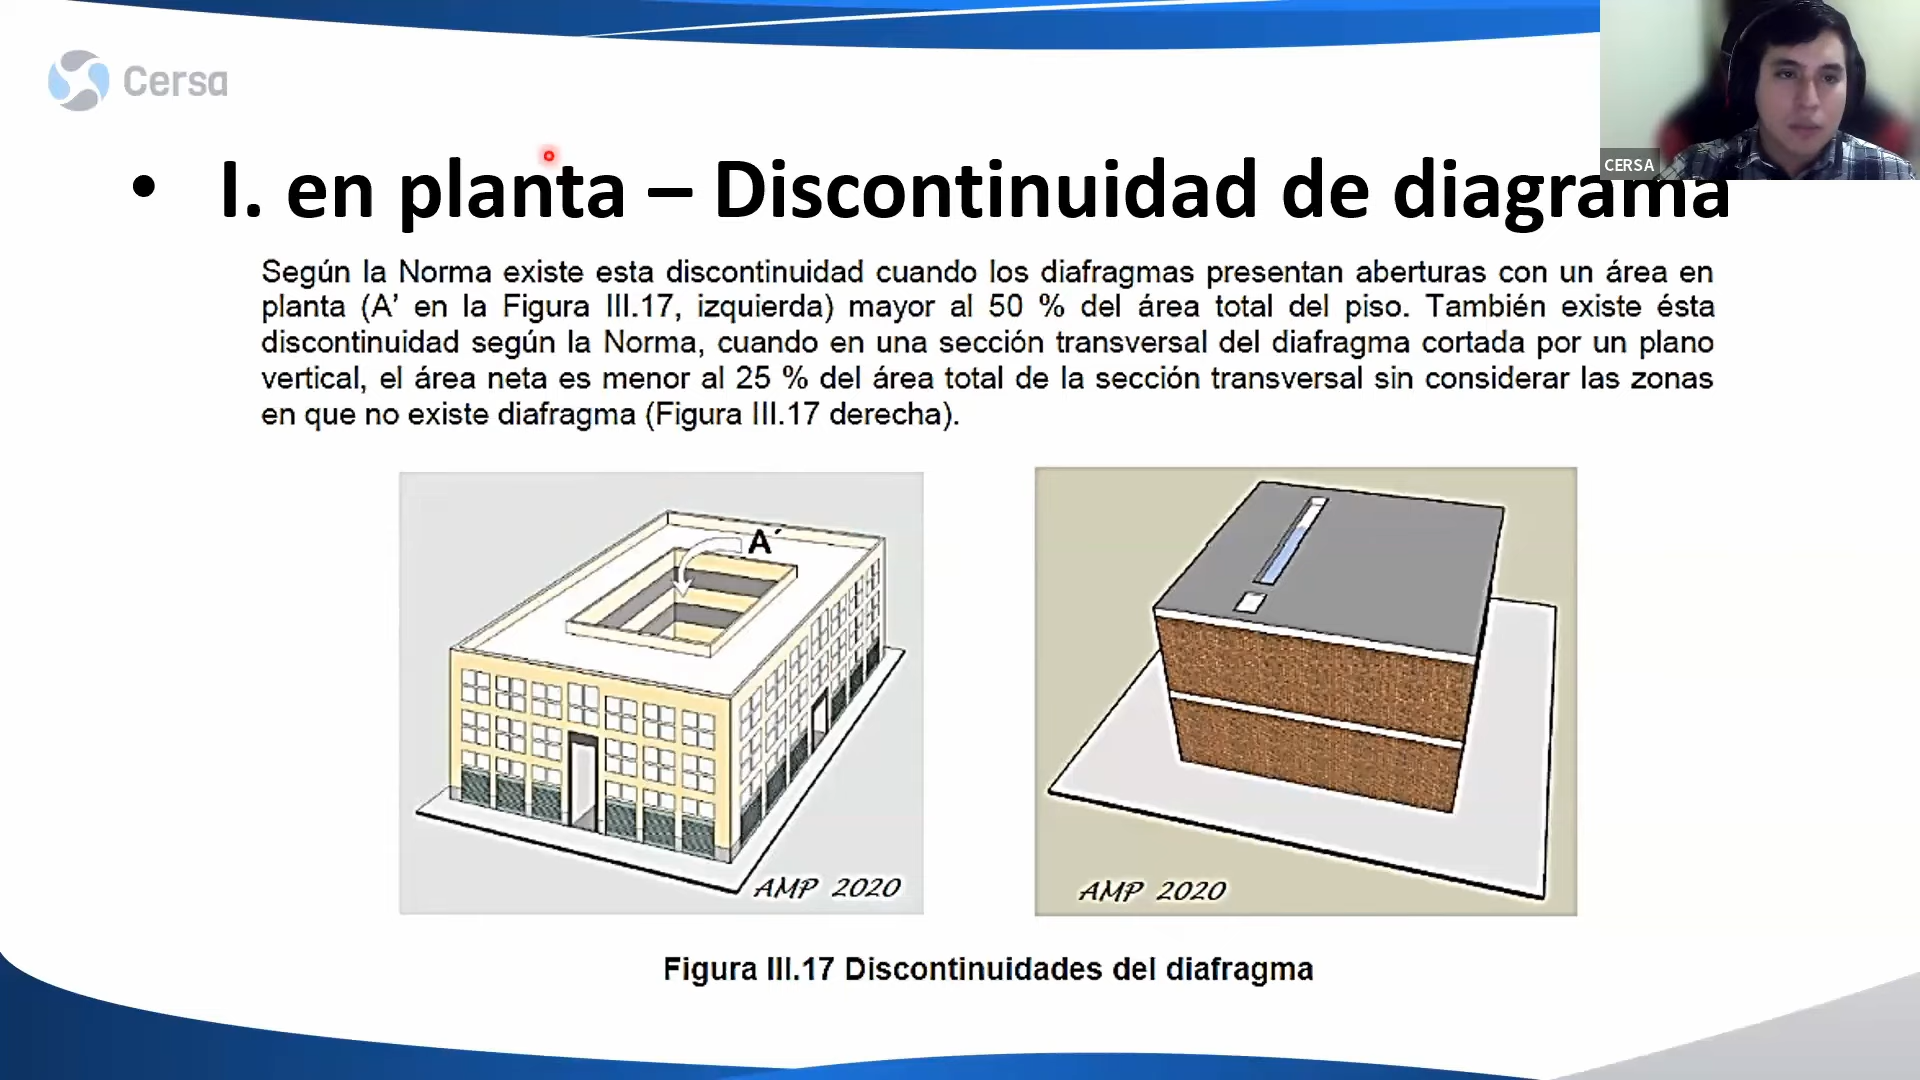 Cersa
CERSA
• I. en planta – Discontinuidad de diagrama
Según la Norma existe esta discontinuidad cuando los diafragmas presentan aberturas con un área en
planta (A’ en la Figura III.17, izquierda) mayor al 50 % del área total del piso. También existe ésta
discontinuidad según la Norma, cuando en una sección transversal del diafragma cortada por un plano
vertical, el área neta es menor al 25 % del área total de la sección transversal sin considerar las zonas
en que no existe diafragma (Figura III.17 derecha).
A´
AMP 2020
AMP 2020
Figura III.17 Discontinuidades del diafragma